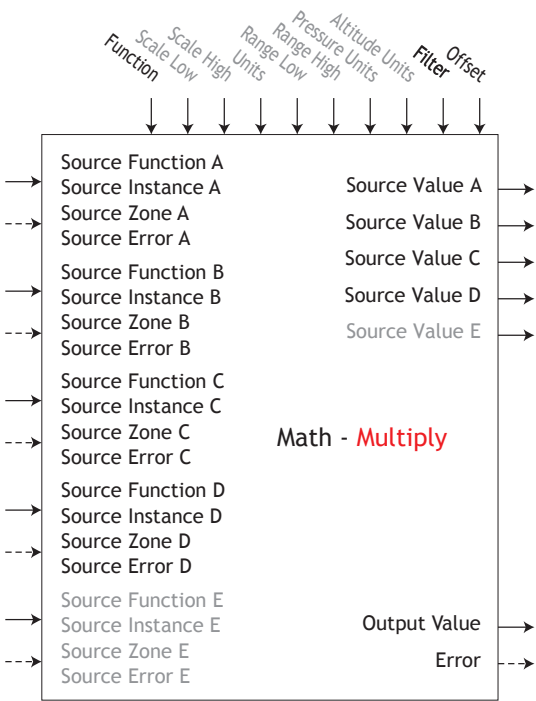 Function
Scale Low
Scale High
Units
Range Low
Range High
Pressure Units
Altitude Units
Filter
Offset
Source Function A
Source Instance A
Source Zone A
Source Error A
Source Function B
Source Instance B
Source Zone B
Source Error B
Source Function C
Source Instance C
Source Zone C
Source Error C
Source Function D
Source Instance D
Source Zone D
Source Error D
Source Function E
Source Instance E
Source Zone E
Source Error E
Source Value A
Source Value B
Source Value C
Source Value D
Source Value E
Math - Multiply
Output Value
Error